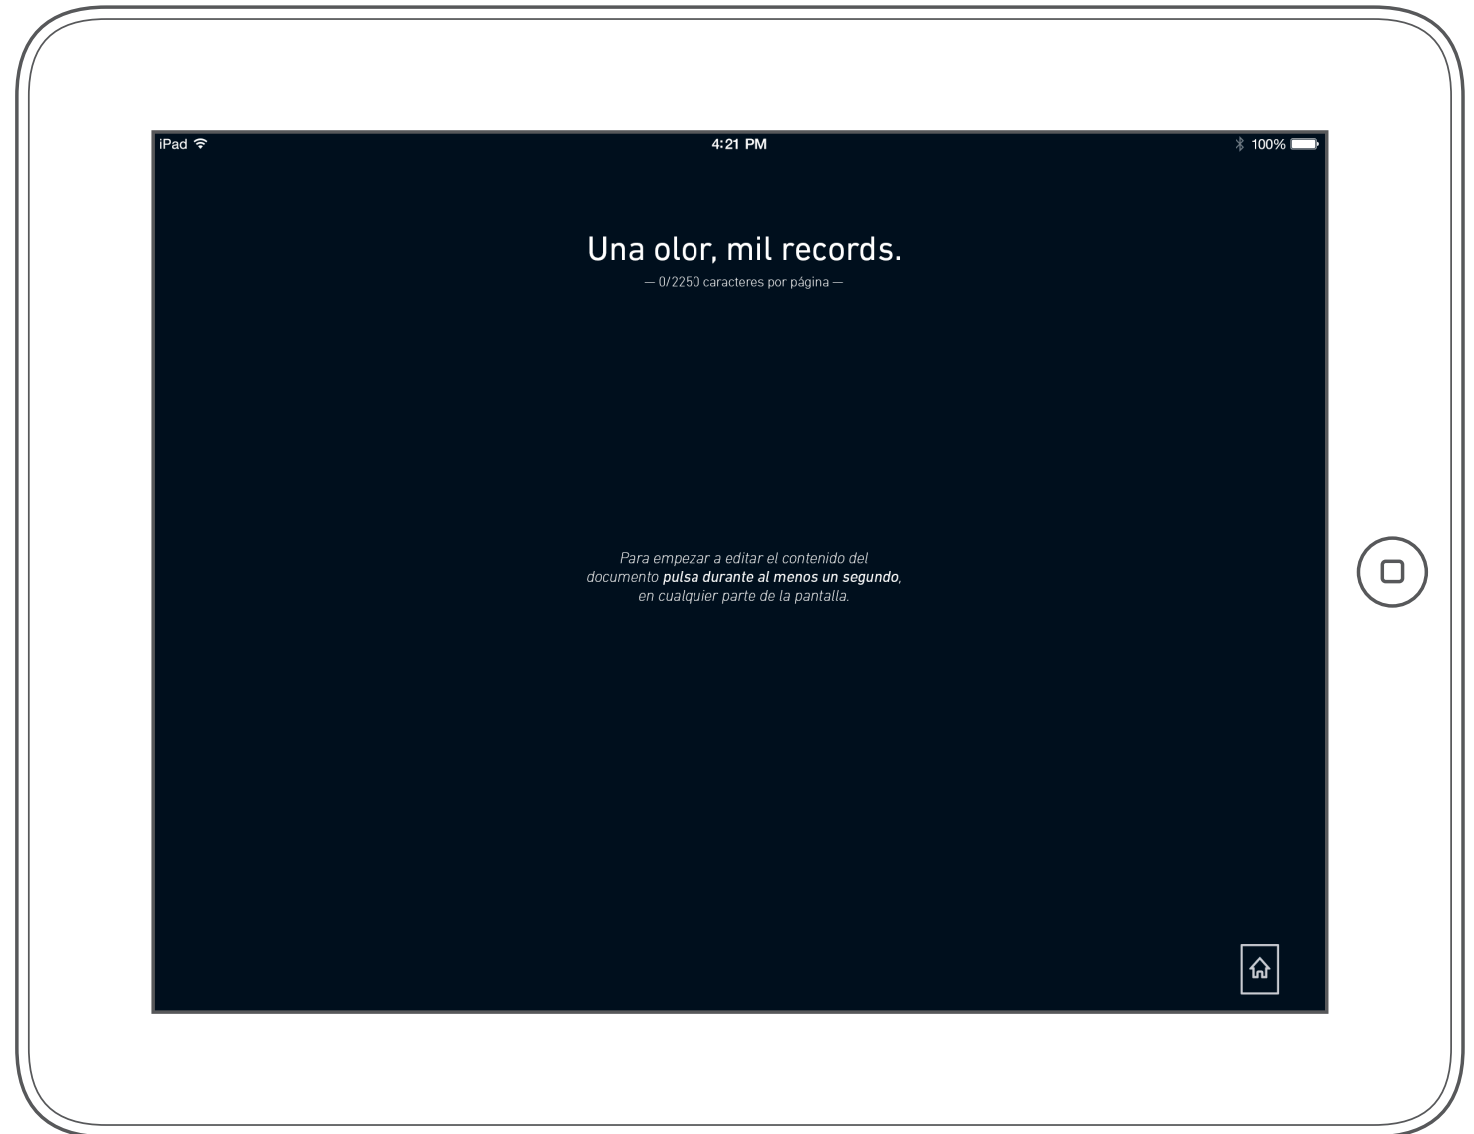 iPad 4:21 PM 100%
Una olor, mil records.
— 0/2250 caracteres por página —
Para empezar a editar el contenido del
documento pulsa durante al menos un segundo,
en cualquier parte de la pantalla.